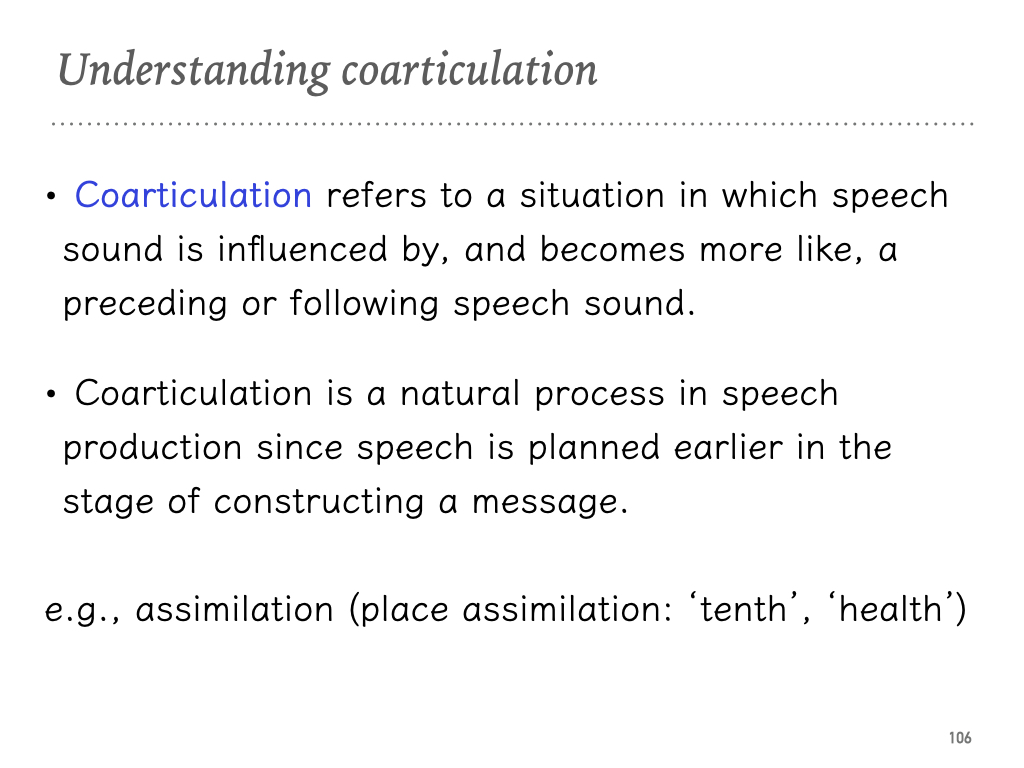 Understanding coarticulation
• Coarticulation refers to a situation in which speech
sound is influenced by, and becomes more like, a
preceding or following speech sound.
• Coarticulation is a natural process in speech
production since speech is planned earlier in the
stage of constructing a message.
e.g., assimilation (place assimilation: ‘tenth’, ‘health’)
106